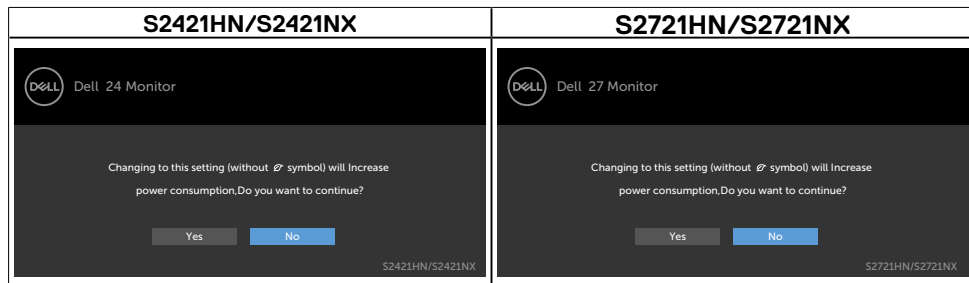 S2421HN/S2421NX
S2721HN/S2721NX
DELL Dell 24 Monitor
Changing to this setting (without symbol) will Increase
power consumption,Do you want to continue?
Yes No
S2421HN/S2421NX
DELL Dell 27 Monitor
Changing to this setting (without symbol) will Increase
power consumption,Do you want to continue?
Yes No
S2721HN/S2721NX